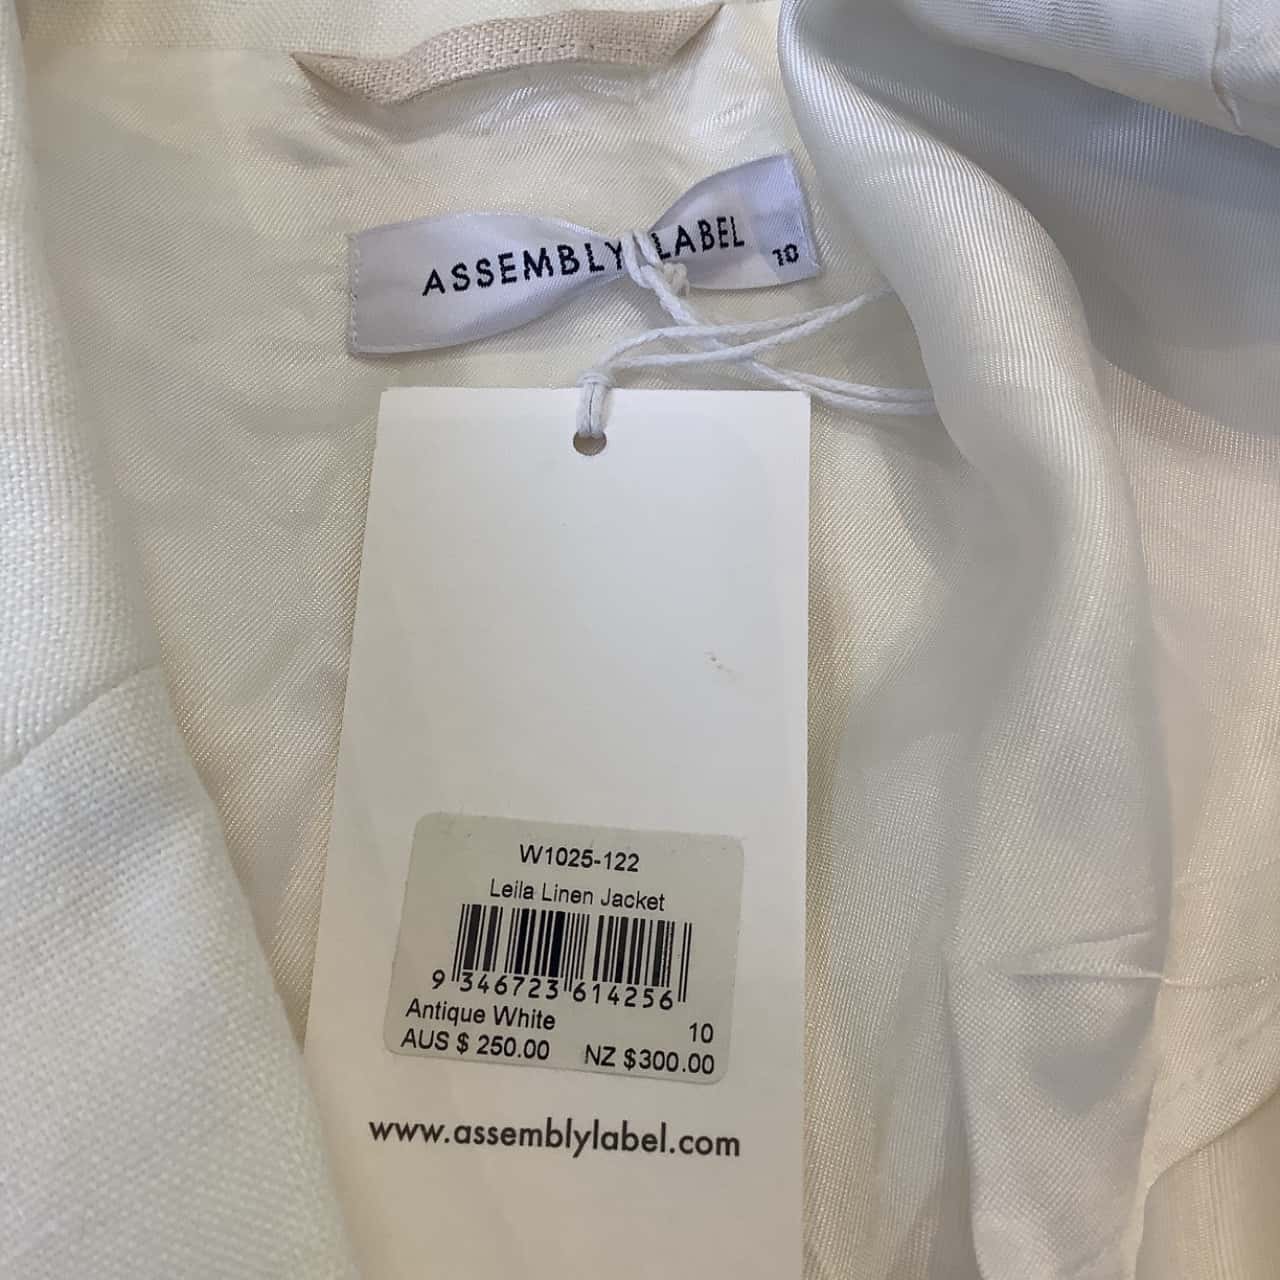 ASSEMBLY LABEL 10
W1025-122
Leila Linen Jacket
9 346723 614256
Antique White 10
AUS $ 250.00 NZ $300.00
www.assemblylabel.com